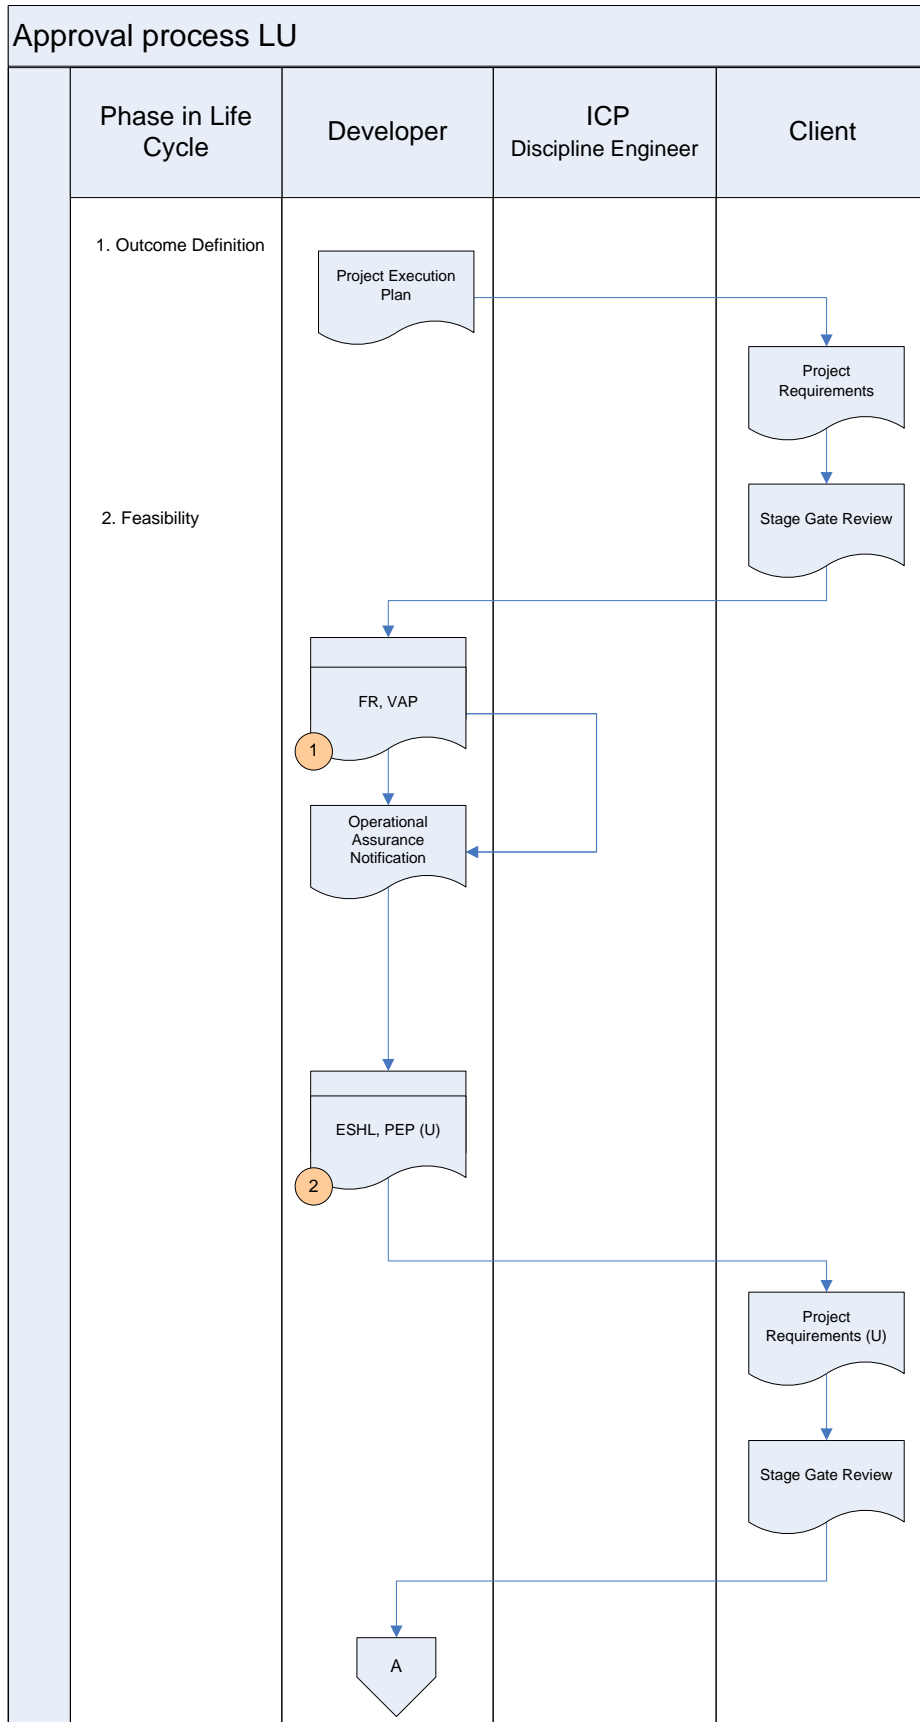 Approval process LU
Phase in Life
Cycle
Developer
ICP
Discipline Engineer
Client
1. Outcome Definition
Project Execution
Plan
Project
Requirements
2. Feasibility
Stage Gate Review
FR, VAP
1
Operational
Assurance
Notification
ESHL, PEP (U)
2
Project
Requirements (U)
Stage Gate Review
A